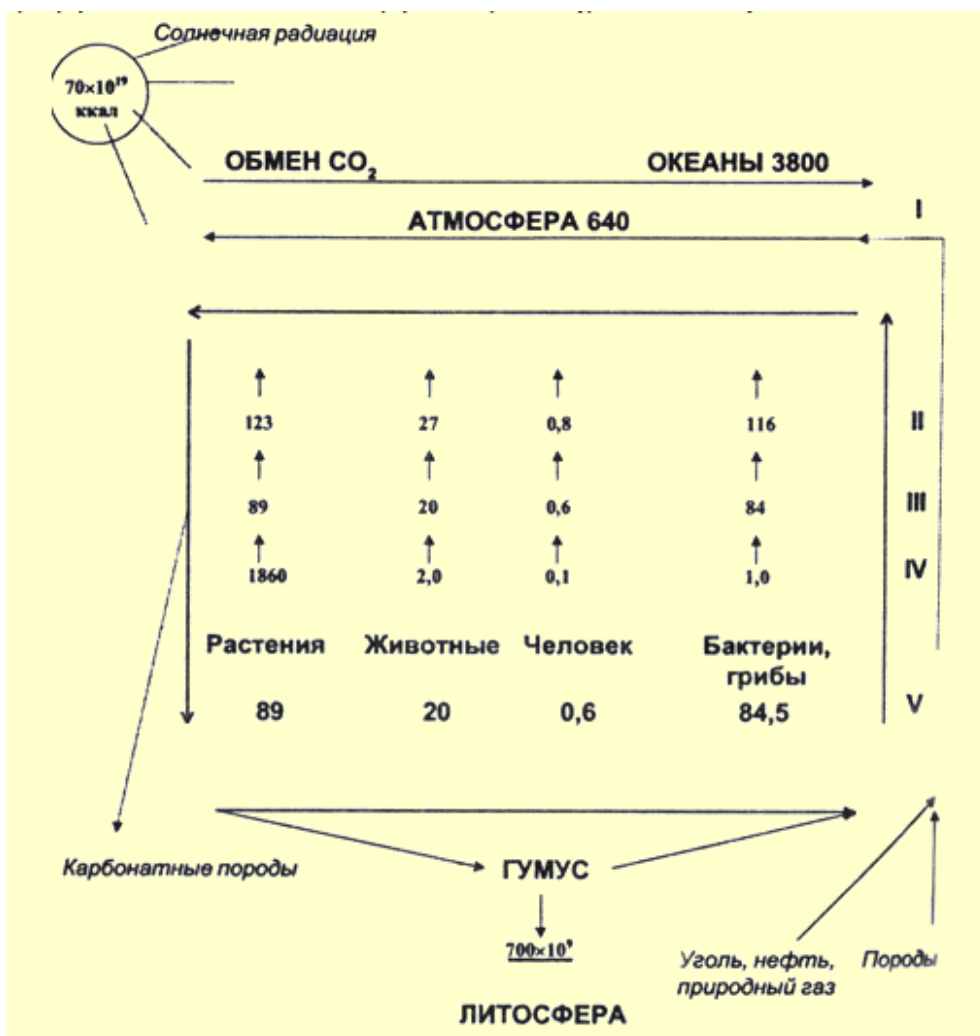 Солнечная радиация
70×10¹⁹
ккал
ОБМЕН CO₂ ОКЕАНЫ 3800
I
АТМОСФЕРА 640
123 27 0,8 116 II
89 20 0,6 84 III
1860 2,0 0,1 1,0 IV
Растения Животные Человек Бактерии,
грибы
89 20 0,6 84,5 V
Карбонатные породы
ГУМУС
700×10⁹
Уголь, нефть, Породы
природный газ
ЛИТОСФЕРА